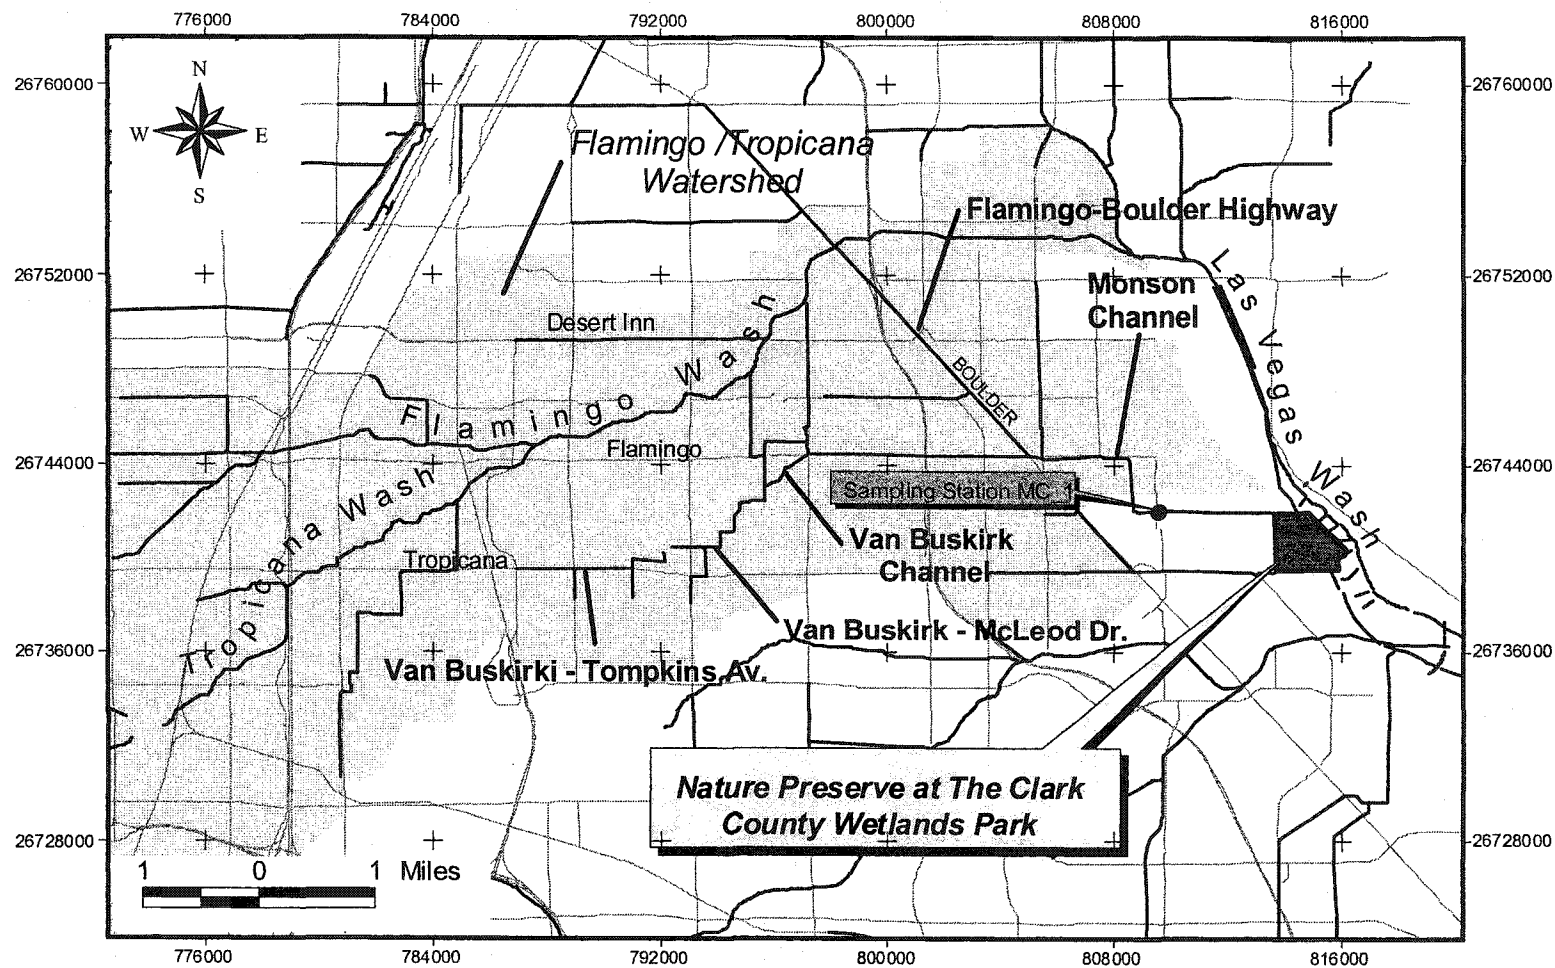 776000 784000 792000 800000 808000 816000
26760000 26760000
N
W E
S
Flamingo /Tropicana
Watershed
Flamingo-Boulder Highway
26752000 26752000
Monson
Channel
Las Vegas Wash
Desert Inn
BOULDER
Flamingo Wash
Flamingo
26744000 26744000
Sampling Station MC_1
Tropicana Wash
Van Buskirk
Channel
Tropicana
Van Buskirk - McLeod Dr.
26736000 26736000
Van Buskirki - Tompkins Av.
Nature Preserve at The Clark
County Wetlands Park
26728000 26728000
1 0 1 Miles
776000 784000 792000 800000 808000 816000